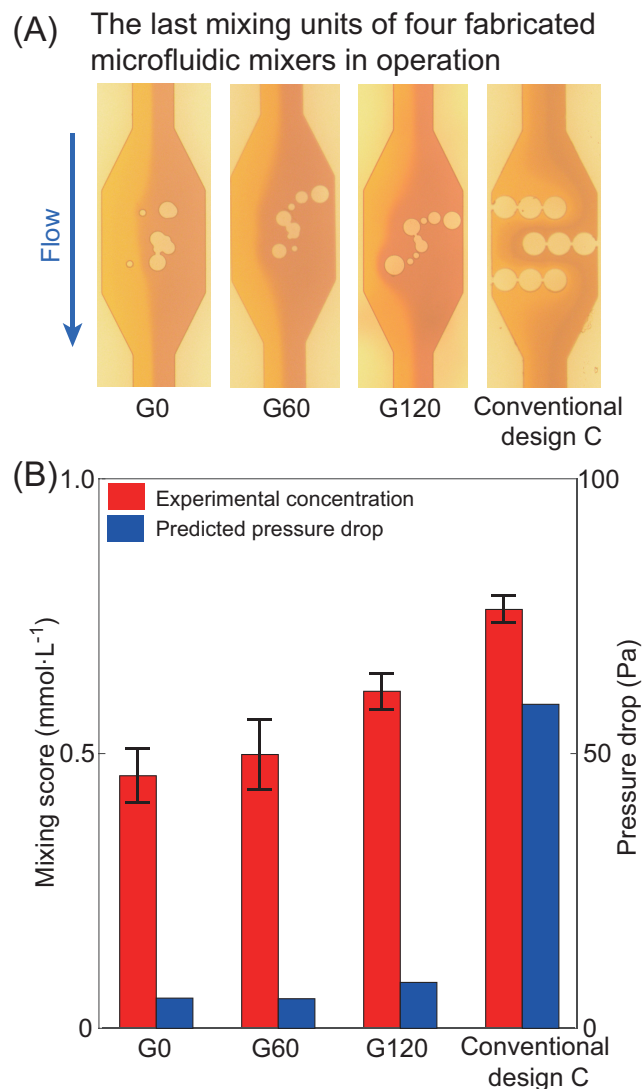 (A)
The last mixing units of four fabricated
microfluidic mixers in operation
Flow
G0
G60
G120
Conventional
design C
(B)
1.0
100
Experimental concentration
Predicted pressure drop
Mixing score (mmol·L⁻¹)
Pressure drop (Pa)
0.5
50
0
0
G0
G60
G120
Conventional
design C